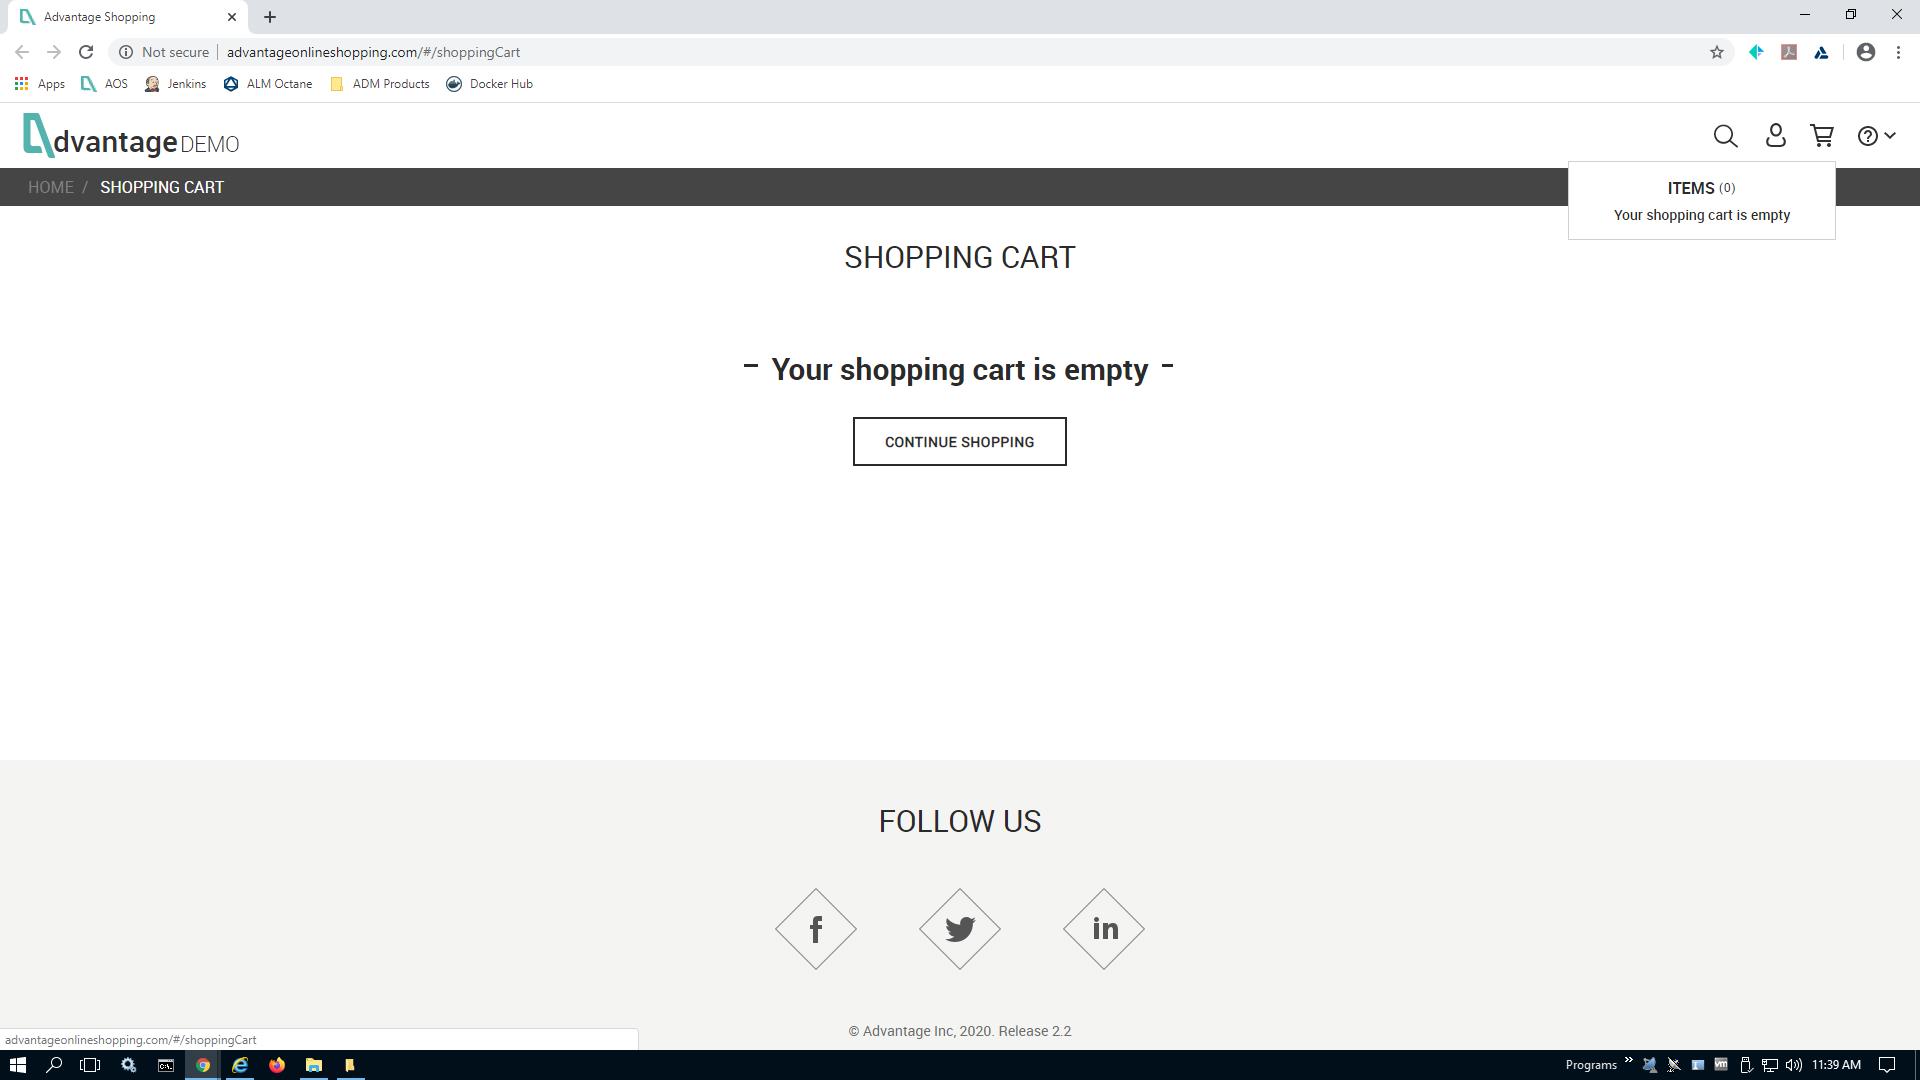 Advantage Shopping
Not secure
advantageonlineshopping.com/#/shoppingCart
Apps
AOS
Jenkins
ALM Octane
ADM Products
Docker Hub
dvantage DEMO
HOME / SHOPPING CART
ITEMS (0)
Your shopping cart is empty
SHOPPING CART
Your shopping cart is empty
CONTINUE SHOPPING
FOLLOW US
f
in
© Advantage Inc, 2020. Release 2.2
advantageonlineshopping.com/#/shoppingCart
Programs
11:39 AM